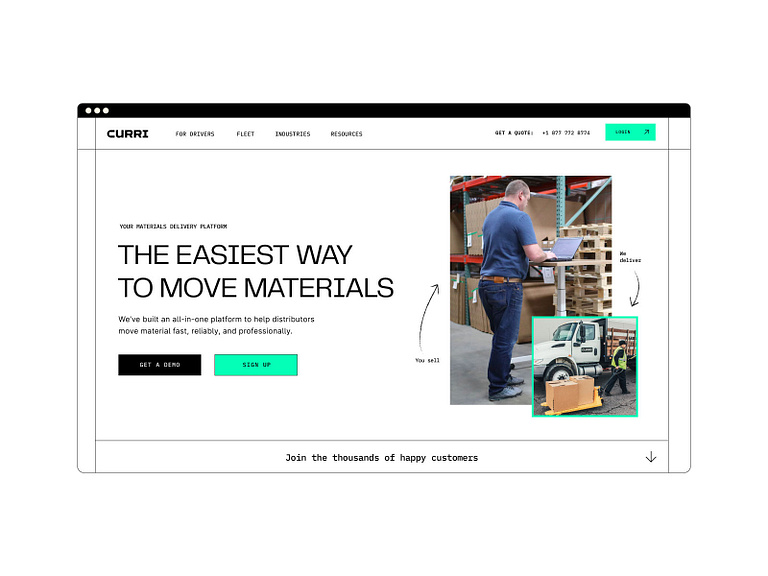 CURRI
FOR DRIVERS FLEET INDUSTRIES RESOURCES
GET A QUOTE: +1 877 772 8774
LOGIN
YOUR MATERIALS DELIVERY PLATFORM
THE EASIEST WAY
TO MOVE MATERIALS
We've built an all-in-one platform to help distributors
move material fast, reliably, and professionally.
GET A DEMO
SIGN UP
You sell
We
deliver
Join the thousands of happy customers